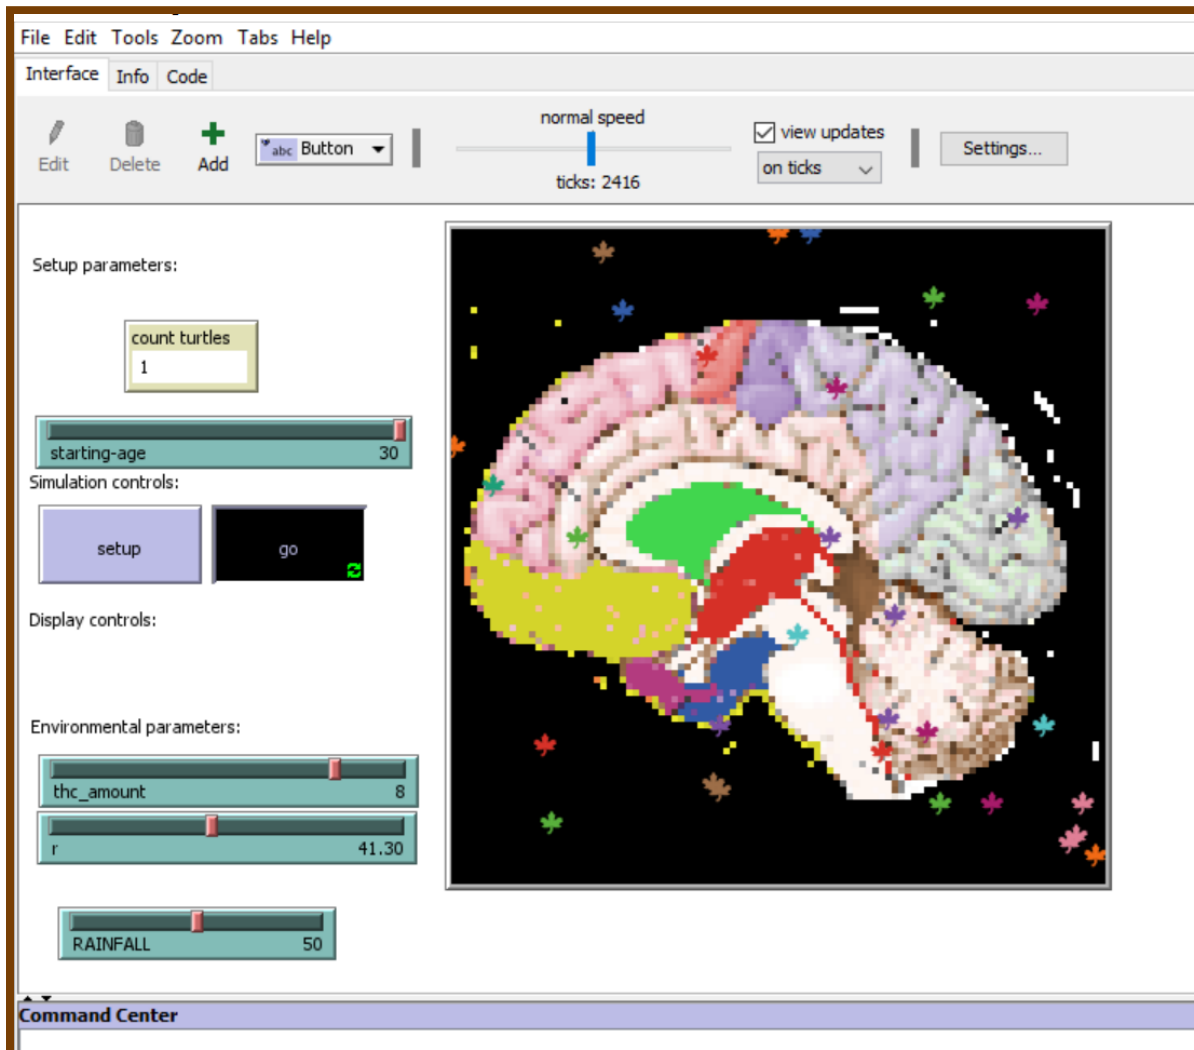 File Edit Tools Zoom Tabs Help
Interface Info Code
normal speed
view updates
abc Button
Settings...
Edit Delete Add
on ticks
ticks: 2416
Setup parameters:
count turtles
1
starting-age 30
Simulation controls:
setup go
Display controls:
Environmental parameters:
thc_amount 8
r 41.30
RAINFALL 50
Command Center